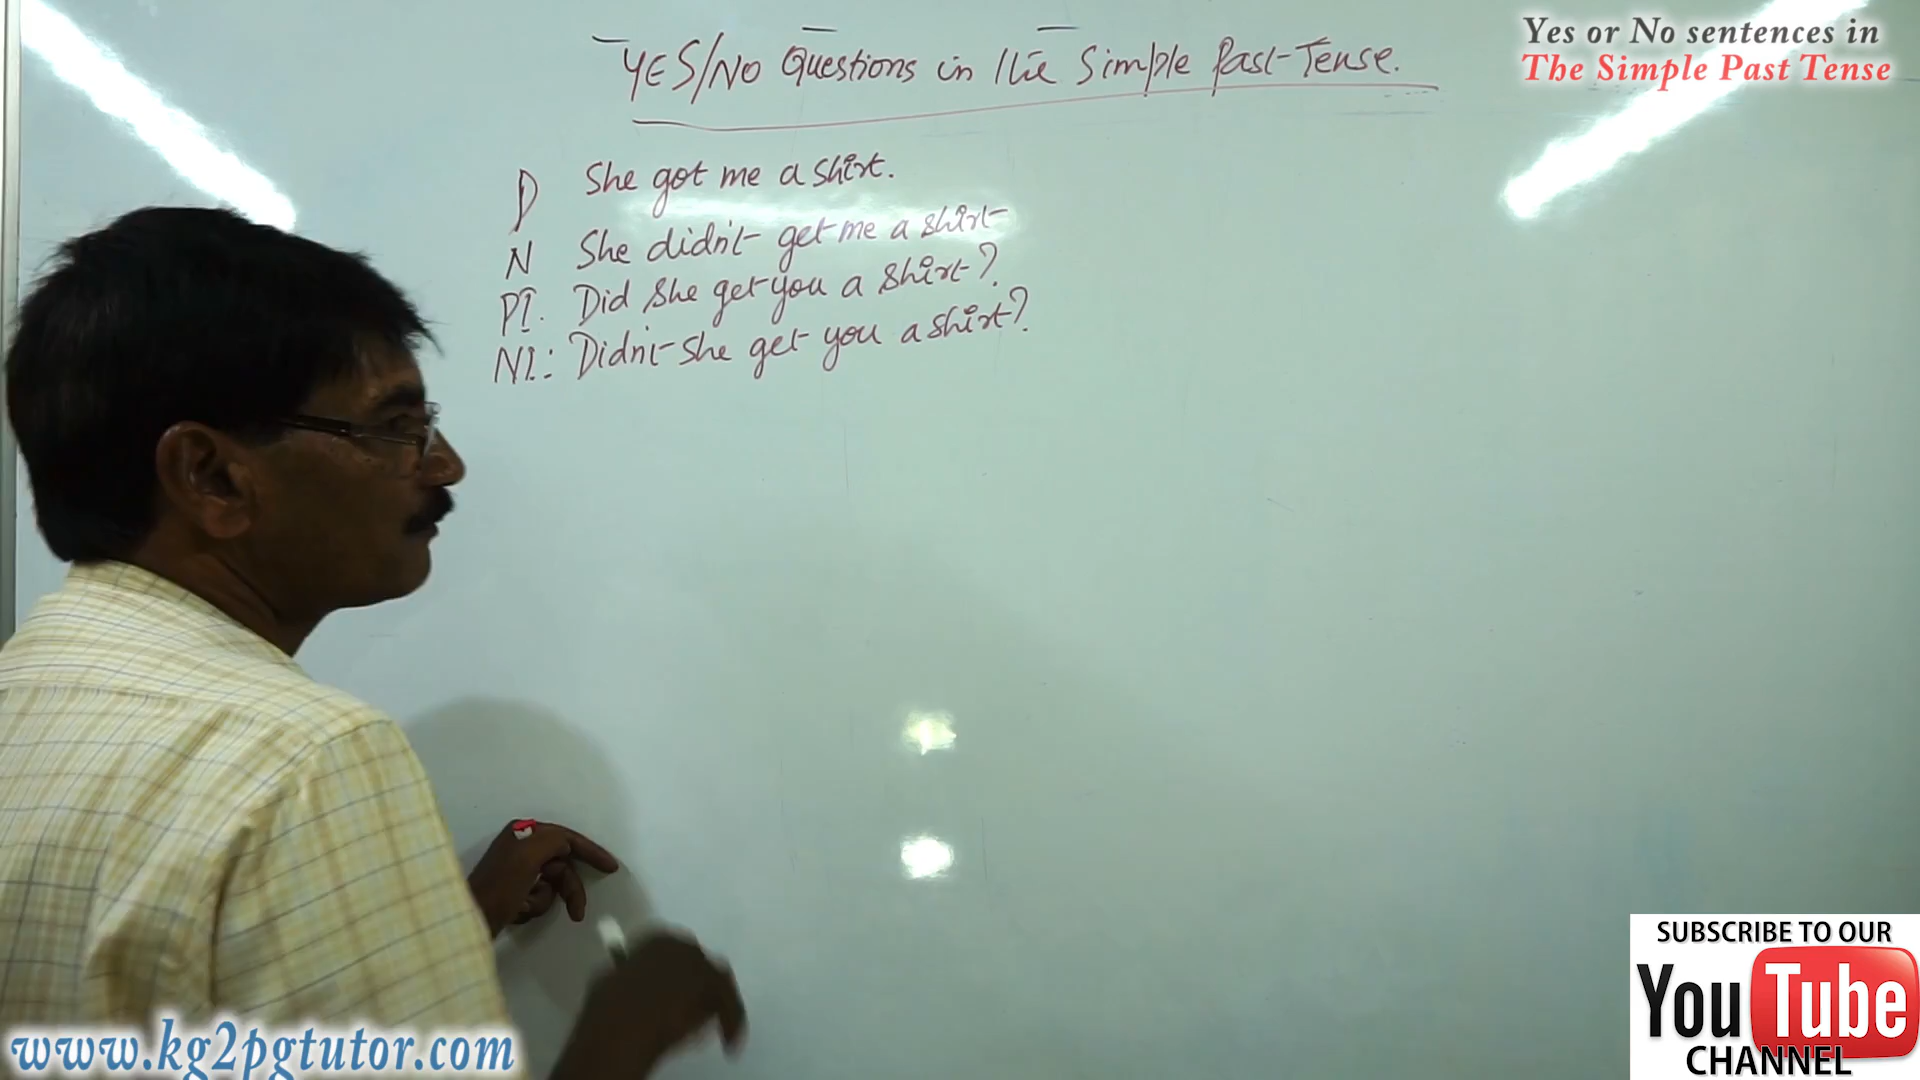 YES/NO Questions in the Simple Past Tense.
Yes or No sentences in
The Simple Past Tense
D She got me a shirt.
N She didn't get me a shirt
PI. Did she get you a shirt?
NI.: Didn't she get you a shirt?
SUBSCRIBE TO OUR
YouTube
CHANNEL
www.kg2pgtutor.com